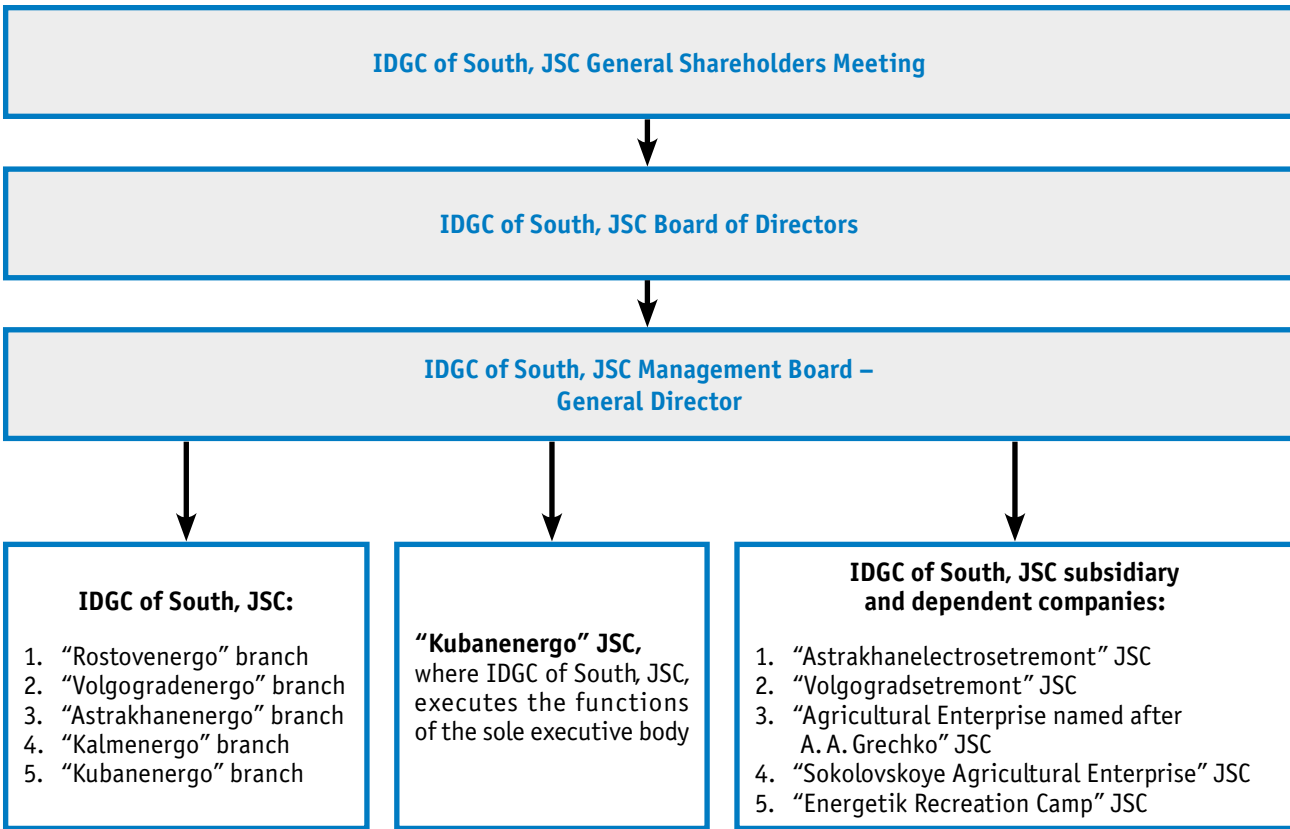 IDGC of South, JSC General Shareholders Meeting
IDGC of South, JSC Board of Directors
IDGC of South, JSC Management Board –
General Director
IDGC of South, JSC:
1. “Rostovenergo” branch
2. “Volgogradenergo” branch
3. “Astrakhanenergo” branch
4. “Kalmenergo” branch
5. “Kubanenergo” branch
“Kubanenergo” JSC,
where IDGC of South, JSC,
executes the functions
of the sole executive body
IDGC of South, JSC subsidiary
and dependent companies:
1. “Astrakhanelectrosetremont” JSC
2. “Volgogradsetremont” JSC
3. “Agricultural Enterprise named after
A. A. Grechko” JSC
4. “Sokolovskoye Agricultural Enterprise” JSC
5. “Energetik Recreation Camp” JSC